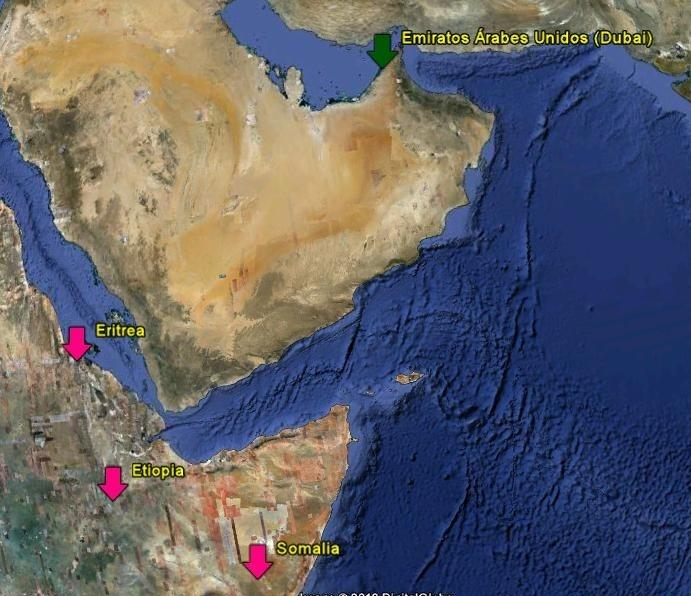 Emiratos Árabes Unidos (Dubai)
Eritrea
Etiopia
Somalia